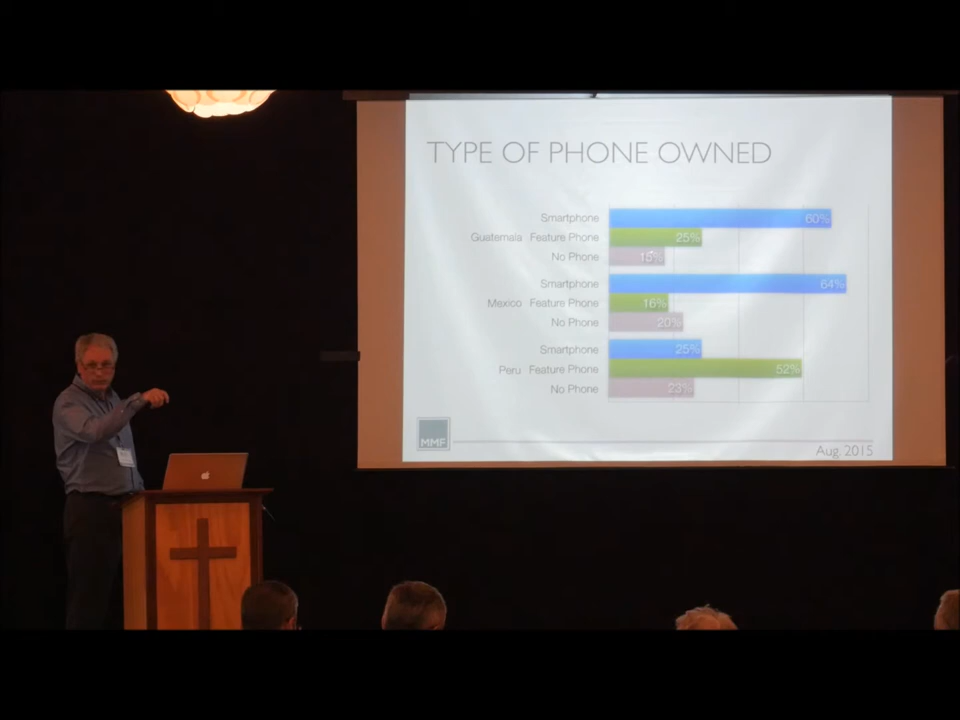 TYPE OF PHONE OWNED
Smartphone 60%
Guatemala Feature Phone 25%
No Phone 15%
Smartphone 64%
Mexico Feature Phone 16%
No Phone 20%
Smartphone 25%
Peru Feature Phone 52%
No Phone 23%
MMF
Aug. 2015